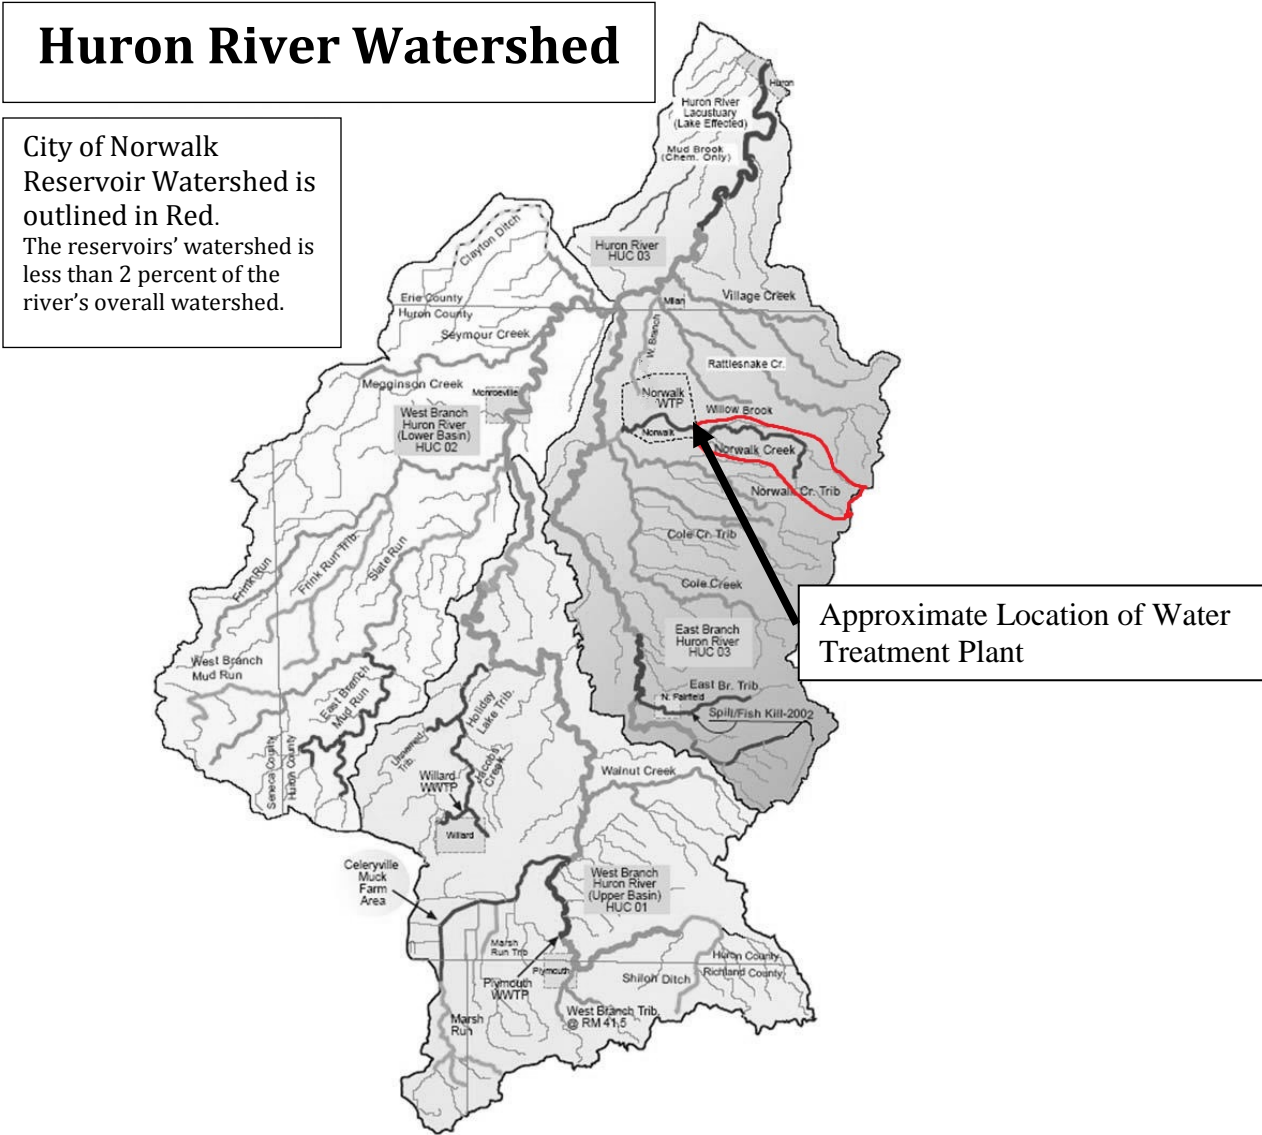 Huron River Watershed
City of Norwalk
Reservoir Watershed is
outlined in Red.
The reservoirs' watershed is
less than 2 percent of the
river's overall watershed.
Huron
Huron River
Lacustuary
(Lake Effected)
Mud Brook
(Chem. Only)
Clayton Ditch
Huron River
HUC 03
Erie County
Huron County
Milan
Village Creek
Seymour Creek
W. Branch
Rattlesnake Cr.
Megginson Creek
Monroeville
Norwalk
WTP
Willow Brook
West Branch
Huron River
(Lower Basin)
HUC 02
Norwalk
Norwalk Creek
Norwalk Cr. Trib
Cole Cr. Trib
Frink Run
Frink Run Trib.
Slate Run
Cole Creek
Approximate Location of Water
Treatment Plant
East Branch
Huron River
HUC 03
West Branch
Mud Run
East Branch
Mud Run
East Br. Trib.
N. Fairfield
Spill/Fish Kill-2002
Holiday
Lake Trib.
Unnamed
Trib.
Jacobs
Creek
Seneca County
Huron County
Walnut Creek
Willard
WWTP
Willard
Celeryville
Muck
Farm
Area
West Branch
Huron River
(Upper Basin)
HUC 01
Marsh
Run Trib
Plymouth
Plymouth
WWTP
Shiloh Ditch
Huron County
Richland County
West Branch Trib.
@ RM 41.5
Marsh
Run